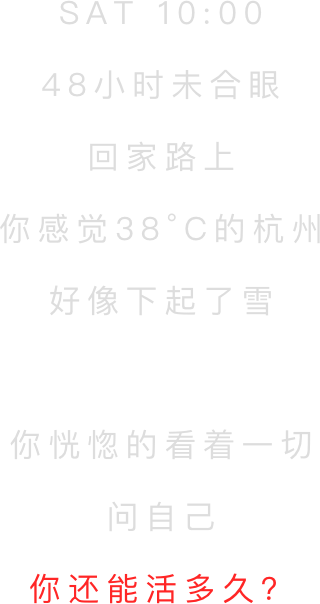 SAT 10:00
48小时未合眼
回家路上
你感觉38°C的杭州
好像下起了雪
你恍惚的看着一切
问自己
你还能活多久?